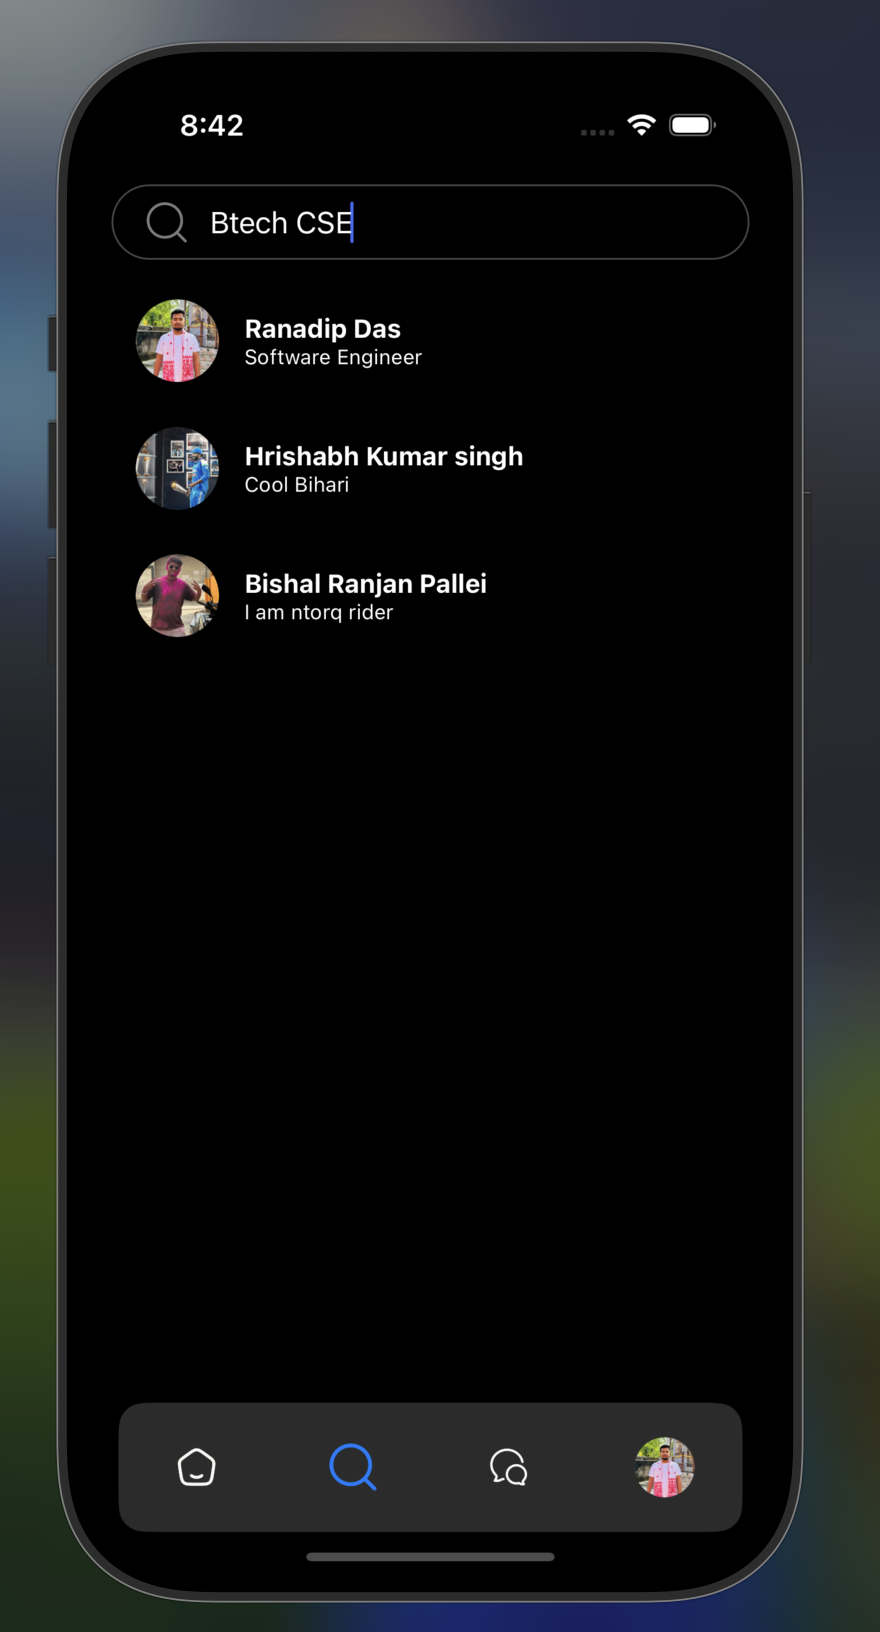 8:42
Btech CSE
Ranadip Das
Software Engineer
Hrishabh Kumar singh
Cool Bihari
Bishal Ranjan Pallei
I am ntorq rider